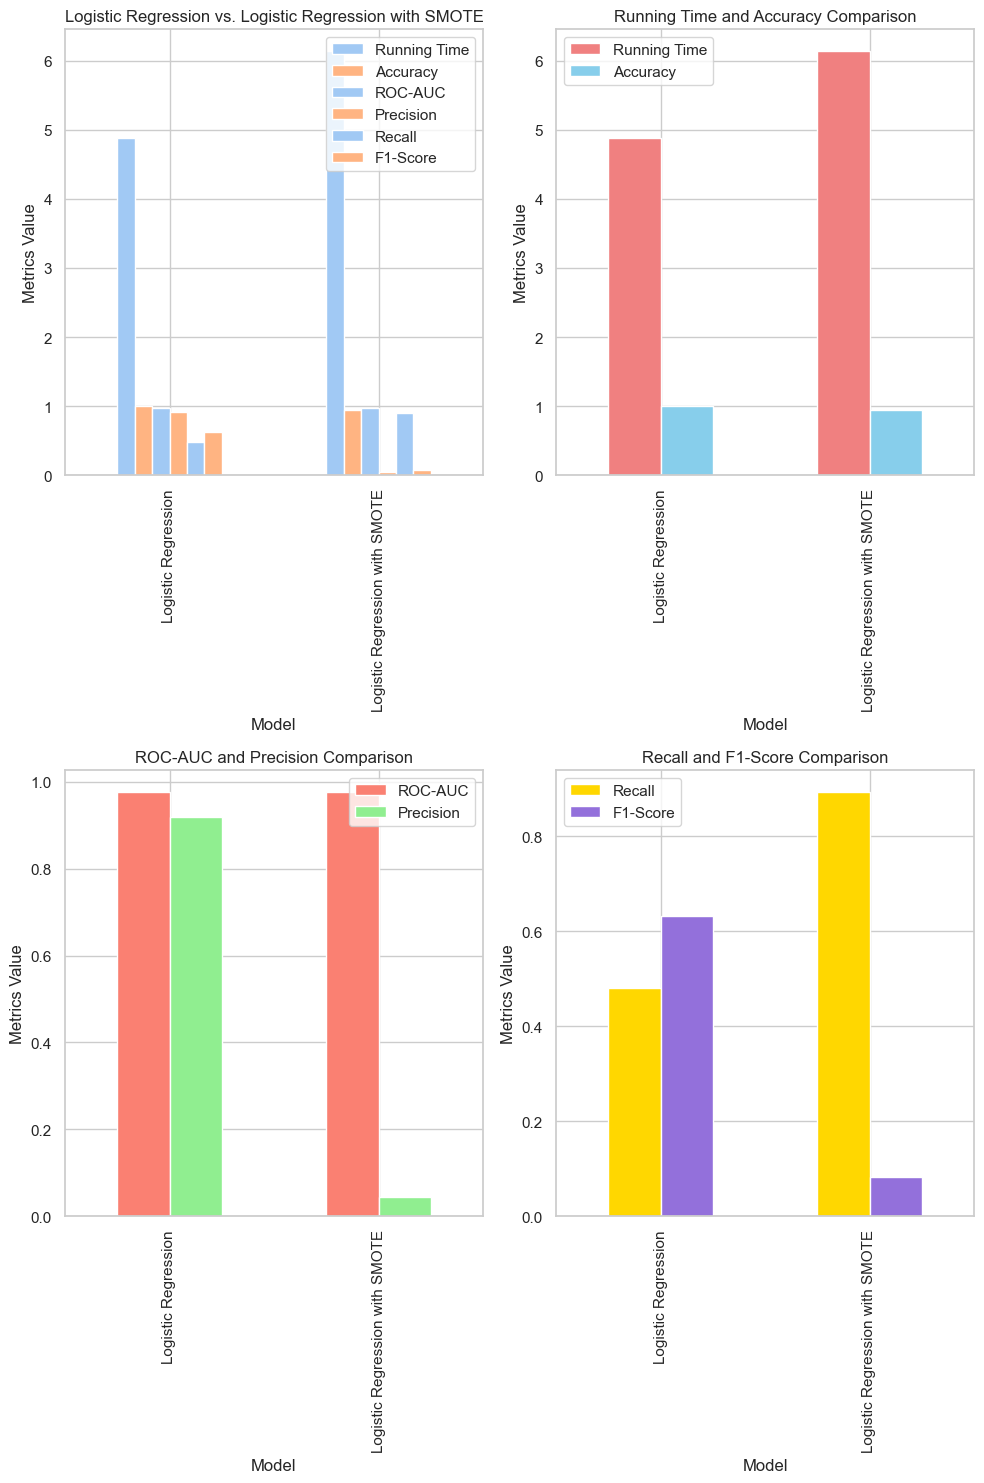 Logistic Regression vs. Logistic Regression with SMOTE
Running Time
Accuracy
ROC-AUC
Precision
Recall
F1-Score
Metrics Value
6
5
4
3
2
1
0
Logistic Regression
Logistic Regression with SMOTE
Model
Running Time and Accuracy Comparison
Running Time
Accuracy
Metrics Value
6
5
4
3
2
1
0
Logistic Regression
Logistic Regression with SMOTE
Model
ROC-AUC and Precision Comparison
ROC-AUC
Precision
Metrics Value
1.0
0.8
0.6
0.4
0.2
0.0
Logistic Regression
Logistic Regression with SMOTE
Model
Recall and F1-Score Comparison
Recall
F1-Score
Metrics Value
0.8
0.6
0.4
0.2
0.0
Logistic Regression
Logistic Regression with SMOTE
Model